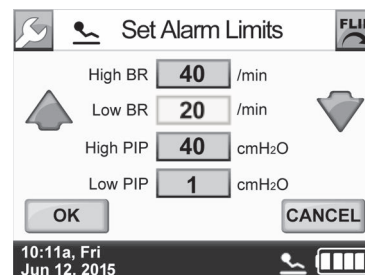 Set Alarm Limits
High BR 40 /min
Low BR 20 /min
High PIP 40 cmH2O
Low PIP 1 cmH2O
OK CANCEL
10:11a, Fri
Jun 12, 2015